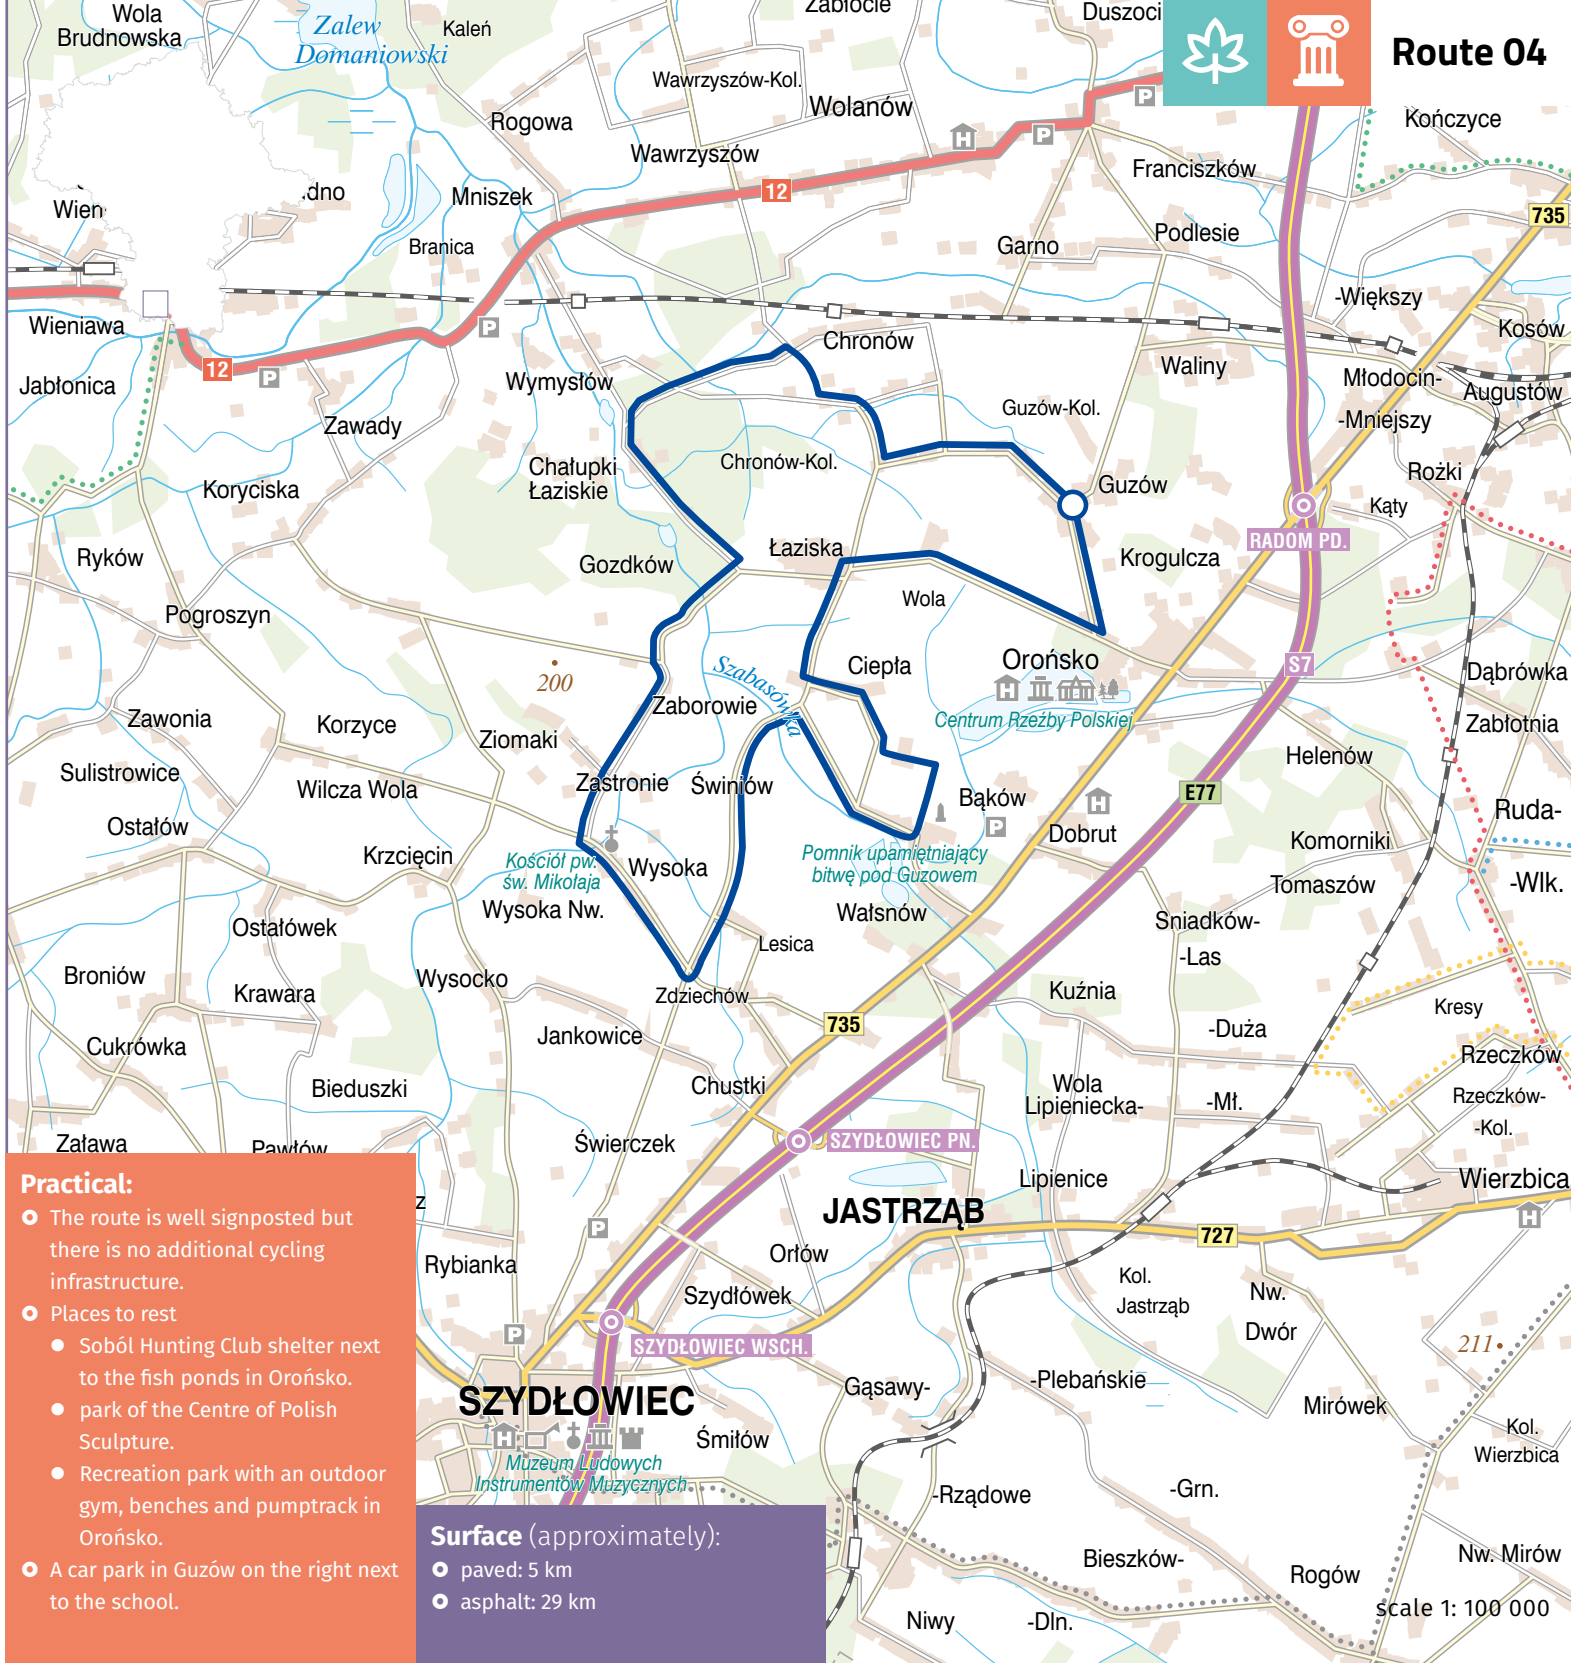 Wola
Brudnowska
Zalew
Domaniowski
Kaleń
Zabłocie
Duszoci
Route 04
Wawrzyszów-Kol.
Wolanów
Rogowa
Wawrzyszów
H
P
P
Kończyce
Franciszków
12
735
Wien
dno
Mniszek
Branica
Garno
Podlesie
-Większy
Kosów
Wieniawa
P
Chronów
Waliny
Młodocin-
-Mniejszy
Augustów
12
P
Jabłonica
Wymysłów
Guzów-Kol.
Zawady
Chałupki
Łaziskie
Chronów-Kol.
Guzów
Rożki
Koryciska
Kąty
RADOM PD.
Ryków
Gozdków
Łaziska
Krogulcza
Pogroszyn
Wola
200
Szabasówka
Ciepła
Orońsko
H
S7
Centrum Rzeźby Polskiej
Dąbrówka
Zabłotnia
Zawonia
Korzyce
Ziomaki
Zaborowie
Helenów
Sulistrowice
Wilcza Wola
Zastronie
Świniów
E77
Bąków
P
H
Dobrut
Ruda-
-Wlk.
Ostałów
Krzcięcin
Kościół pw.
św. Mikołaja
Wysoka
Pomnik upamiętniający
bitwę pod Guzowem
Komorniki
Tomaszów
Wysoka Nw.
Wałsnów
Sniadków-
-Las
Ostałówek
Lesica
Broniów
Krawara
Wysocko
Zdziechów
Kuźnia
Kresy
735
-Duża
Cukrówka
Jankowice
Rzeczków
Bieduszki
Chustki
Wola
Lipieniecka-
-Mł.
Rzeczków-
-Kol.
Zaława
Pawłów
Świerczek
SZYDŁOWIEC PN.
Lipienice
Wierzbica
H
z
JASTRZĄB
727
P
Rybianka
Orłów
Szydłówek
Kol.
Jastrząb
Nw.
Dwór
P
SZYDŁOWIEC WSCH.
211
SZYDŁOWIEC
H
Gąsawy-
-Plebańskie
Mirówek
Śmiłów
Muzeum Ludowych
Instrumentów Muzycznych
Kol.
Wierzbica
-Rządowe
-Grn.
Bieszków-
Rogów
Nw. Mirów
Niwy
-Dln.
scale 1: 100 000
Practical:
The route is well signposted but
there is no additional cycling
infrastructure.
Places to rest
Soból Hunting Club shelter next
to the fish ponds in Orońsko.
park of the Centre of Polish
Sculpture.
Recreation park with an outdoor
gym, benches and pumptrack in
Orońsko.
A car park in Guzów on the right next
to the school.
Surface (approximately):
paved: 5 km
asphalt: 29 km